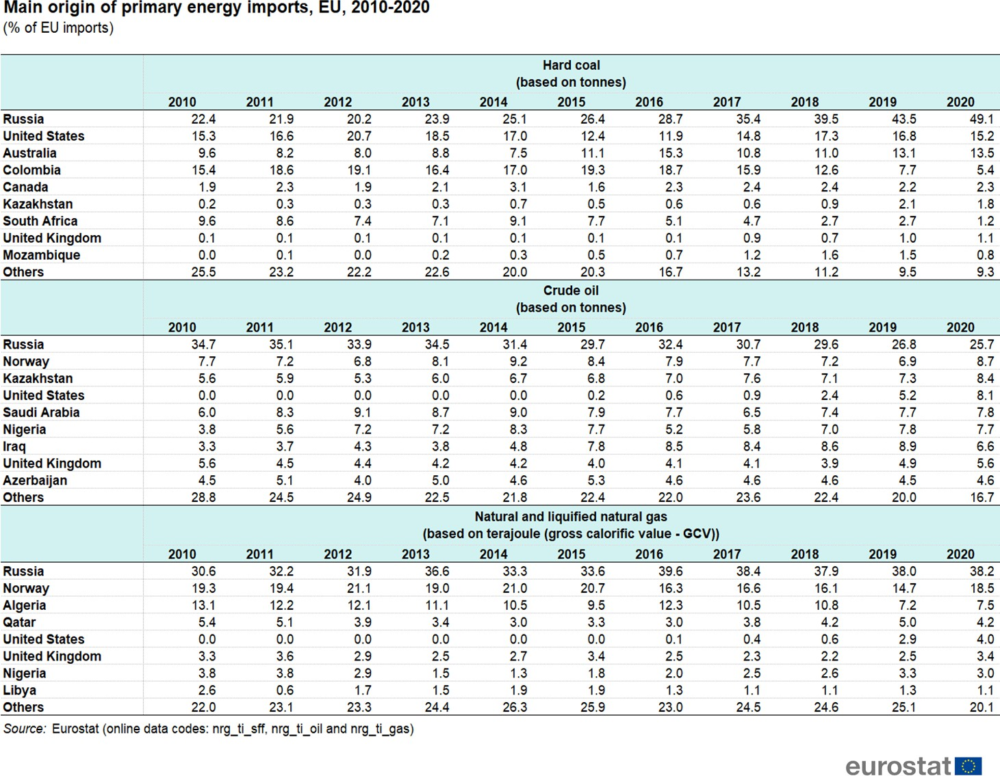 Main origin of primary energy imports, EU, 2010-2020
(% of EU imports)
Hard coal
(based on tonnes)
2010 2011 2012 2013 2014 2015 2016 2017 2018 2019 2020
Russia 22.4 21.9 20.2 23.9 25.1 26.4 28.7 35.4 39.5 43.5 49.1
United States 15.3 16.6 20.7 18.5 17.0 12.4 11.9 14.8 17.3 16.8 15.2
Australia 9.6 8.2 8.0 8.8 7.5 11.1 15.3 10.8 11.0 13.1 13.5
Colombia 15.4 18.6 19.1 16.4 17.0 19.3 18.7 15.9 12.6 7.7 5.4
Canada 1.9 2.3 1.9 2.1 3.1 1.6 2.3 2.4 2.4 2.2 2.3
Kazakhstan 0.2 0.3 0.3 0.3 0.7 0.5 0.6 0.6 0.9 2.1 1.8
South Africa 9.6 8.6 7.4 7.1 9.1 7.7 5.1 4.7 2.7 2.7 1.2
United Kingdom 0.1 0.1 0.1 0.1 0.1 0.1 0.1 0.9 0.7 1.0 1.1
Mozambique 0.0 0.1 0.0 0.2 0.3 0.5 0.7 1.2 1.6 1.5 0.8
Others 25.5 23.2 22.2 22.6 20.0 20.3 16.7 13.2 11.2 9.5 9.3
Crude oil
(based on tonnes)
2010 2011 2012 2013 2014 2015 2016 2017 2018 2019 2020
Russia 34.7 35.1 33.9 34.5 31.4 29.7 32.4 30.7 29.6 26.8 25.7
Norway 7.7 7.2 6.8 8.1 9.2 8.4 7.9 7.7 7.2 6.9 8.7
Kazakhstan 5.6 5.9 5.3 6.0 6.7 6.8 7.0 7.6 7.1 7.3 8.4
United States 0.0 0.0 0.0 0.0 0.0 0.2 0.6 0.9 2.4 5.2 8.1
Saudi Arabia 6.0 8.3 9.1 8.7 9.0 7.9 7.7 6.5 7.4 7.7 7.8
Nigeria 3.8 5.6 7.2 7.2 8.3 7.7 5.2 5.8 7.0 7.8 7.7
Iraq 3.3 3.7 4.3 3.8 4.8 7.8 8.5 8.4 8.6 8.9 6.6
United Kingdom 5.6 4.5 4.4 4.2 4.2 4.0 4.1 4.1 3.9 4.9 5.6
Azerbaijan 4.5 5.1 4.0 5.0 4.6 5.3 4.6 4.6 4.6 4.5 4.6
Others 28.8 24.5 24.9 22.5 21.8 22.4 22.0 23.6 22.4 20.0 16.7
Natural and liquified natural gas
(based on terajoule (gross calorific value - GCV))
2010 2011 2012 2013 2014 2015 2016 2017 2018 2019 2020
Russia 30.6 32.2 31.9 36.6 33.3 33.6 39.6 38.4 37.9 38.0 38.2
Norway 19.3 19.4 21.1 19.0 21.0 20.7 16.3 16.6 16.1 14.7 18.5
Algeria 13.1 12.2 12.1 11.1 10.5 9.5 12.3 10.5 10.8 7.2 7.5
Qatar 5.4 5.1 3.9 3.4 3.0 3.3 3.0 3.8 4.2 5.0 4.2
United States 0.0 0.0 0.0 0.0 0.0 0.0 0.1 0.4 0.6 2.9 4.0
United Kingdom 3.3 3.6 2.9 2.5 2.7 3.4 2.5 2.3 2.2 2.5 3.4
Nigeria 3.8 3.8 2.9 1.5 1.3 1.8 2.0 2.5 2.6 3.3 3.0
Libya 2.6 0.6 1.7 1.5 1.9 1.9 1.3 1.1 1.1 1.3 1.1
Others 22.0 23.1 23.3 24.4 26.3 25.9 23.0 24.5 24.6 25.1 20.1
Source: Eurostat (online data codes: nrg_ti_sff, nrg_ti_oil and nrg_ti_gas)
eurostat